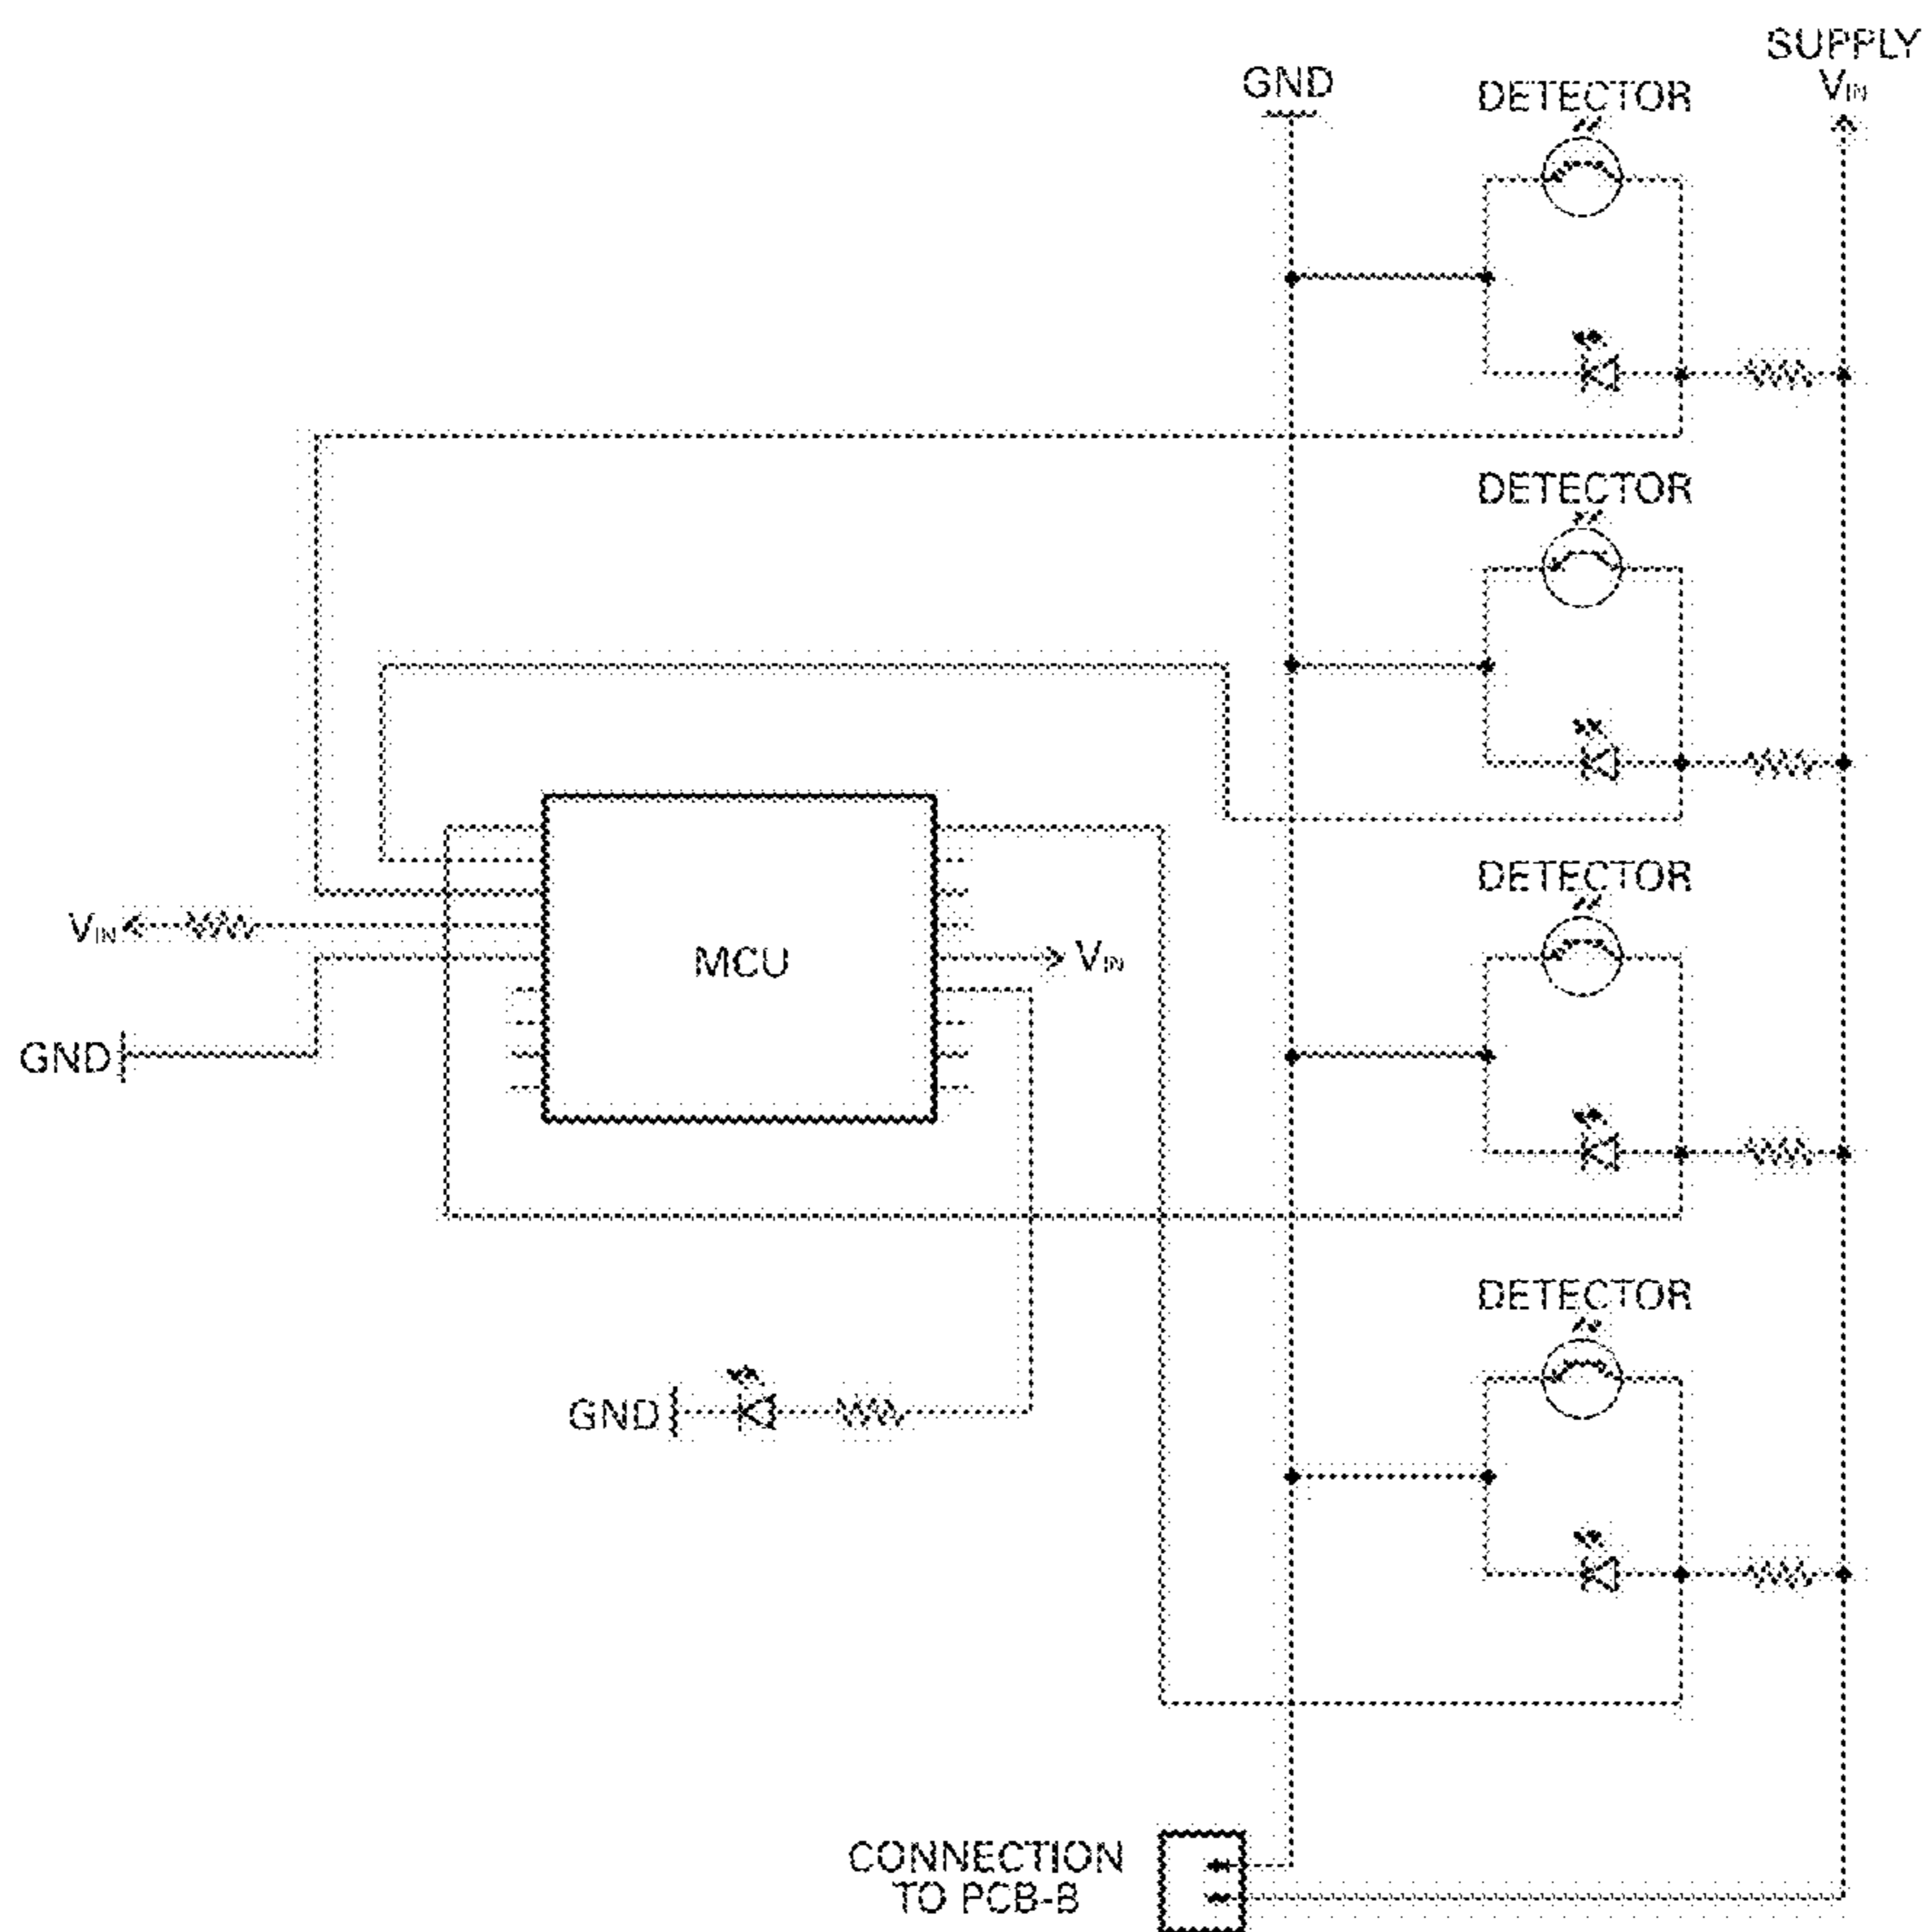 SUPPLY
VIN
GND
DETECTOR
DETECTOR
DETECTOR
VIN
MCU
VIN
GND
DETECTOR
GND
CONNECTION
TO PCB-B